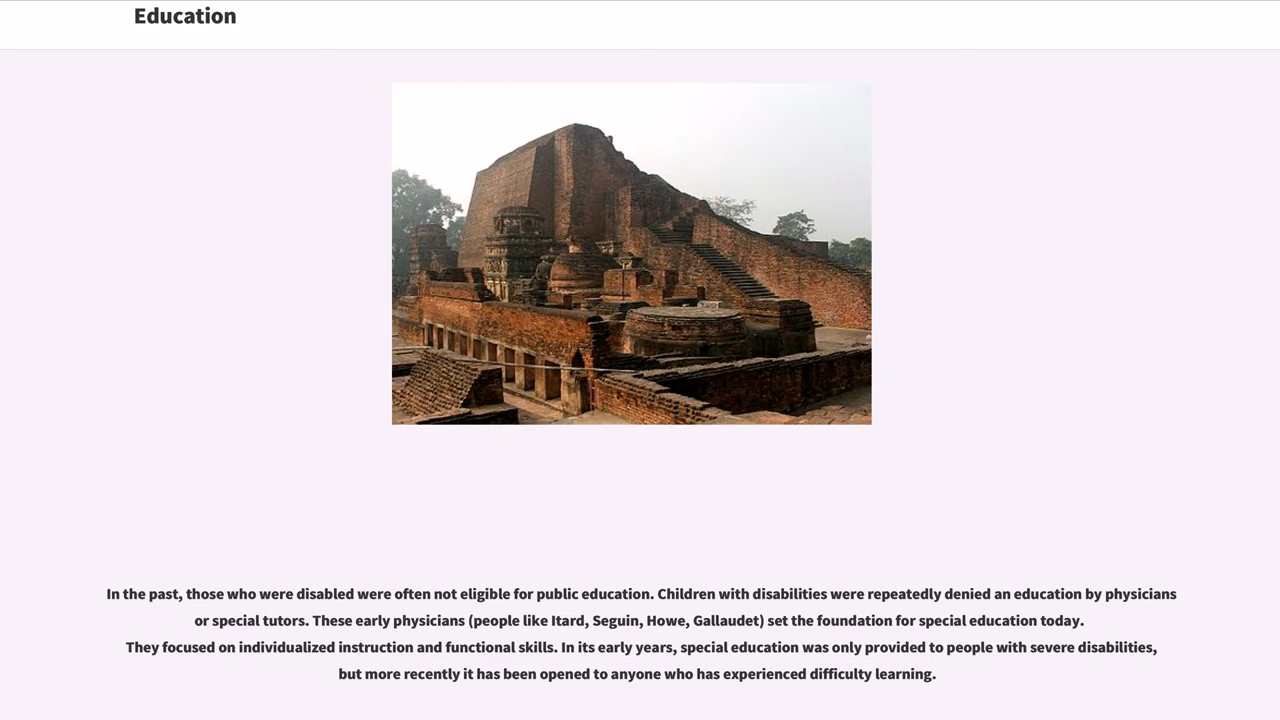 Education
In the past, those who were disabled were often not eligible for public education. Children with disabilities were repeatedly denied an education by physicians
or special tutors. These early physicians (people like Itard, Seguin, Howe, Gallaudet) set the foundation for special education today.
They focused on individualized instruction and functional skills. In its early years, special education was only provided to people with severe disabilities,
but more recently it has been opened to anyone who has experienced difficulty learning.